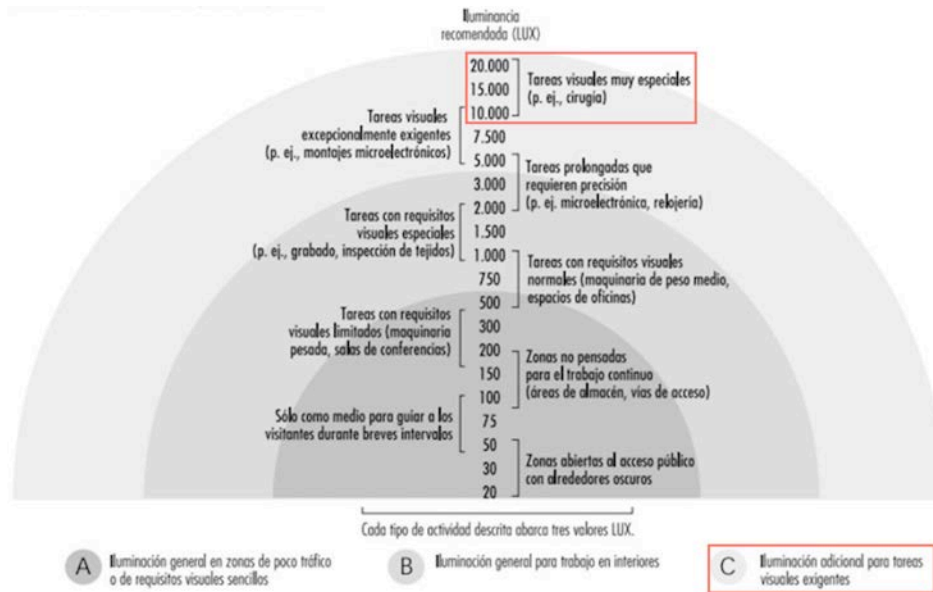 Iluminancia
recomendada (LUX)
20.000
15.000
10.000
Tareas visuales muy especiales
(p. ej., cirugía)
Tareas visuales
excepcionalmente exigentes
(p. ej., montajes microelectrónicos)
7.500
5.000
3.000
2.000
Tareas prolongadas que
requieren precisión
(p. ej. microelectrónica, relojería)
Tareas con requisitos
visuales especiales
(p. ej., grabado, inspección de tejidos)
1.500
1.000
750
500
Tareas con requisitos visuales
normales (maquinaria de peso medio,
espacios de oficinas)
Tareas con requisitos
visuales limitados (maquinaria
pesada, salas de conferencias)
300
200
150
100
Zonas no pensadas
para el trabajo continuo
(áreas de almacén, vías de acceso)
Sólo como medio para guiar a los
visitantes durante breves intervalos
75
50
30
20
Zonas abiertas al acceso público
con alrededores oscuros
Cada tipo de actividad descrita abarca tres valores LUX.
A
Iluminación general en zonas de poco tráfico
o de requisitos visuales sencillos
B
Iluminación general para trabajo en interiores
C
Iluminación adicional para tareas
visuales exigentes